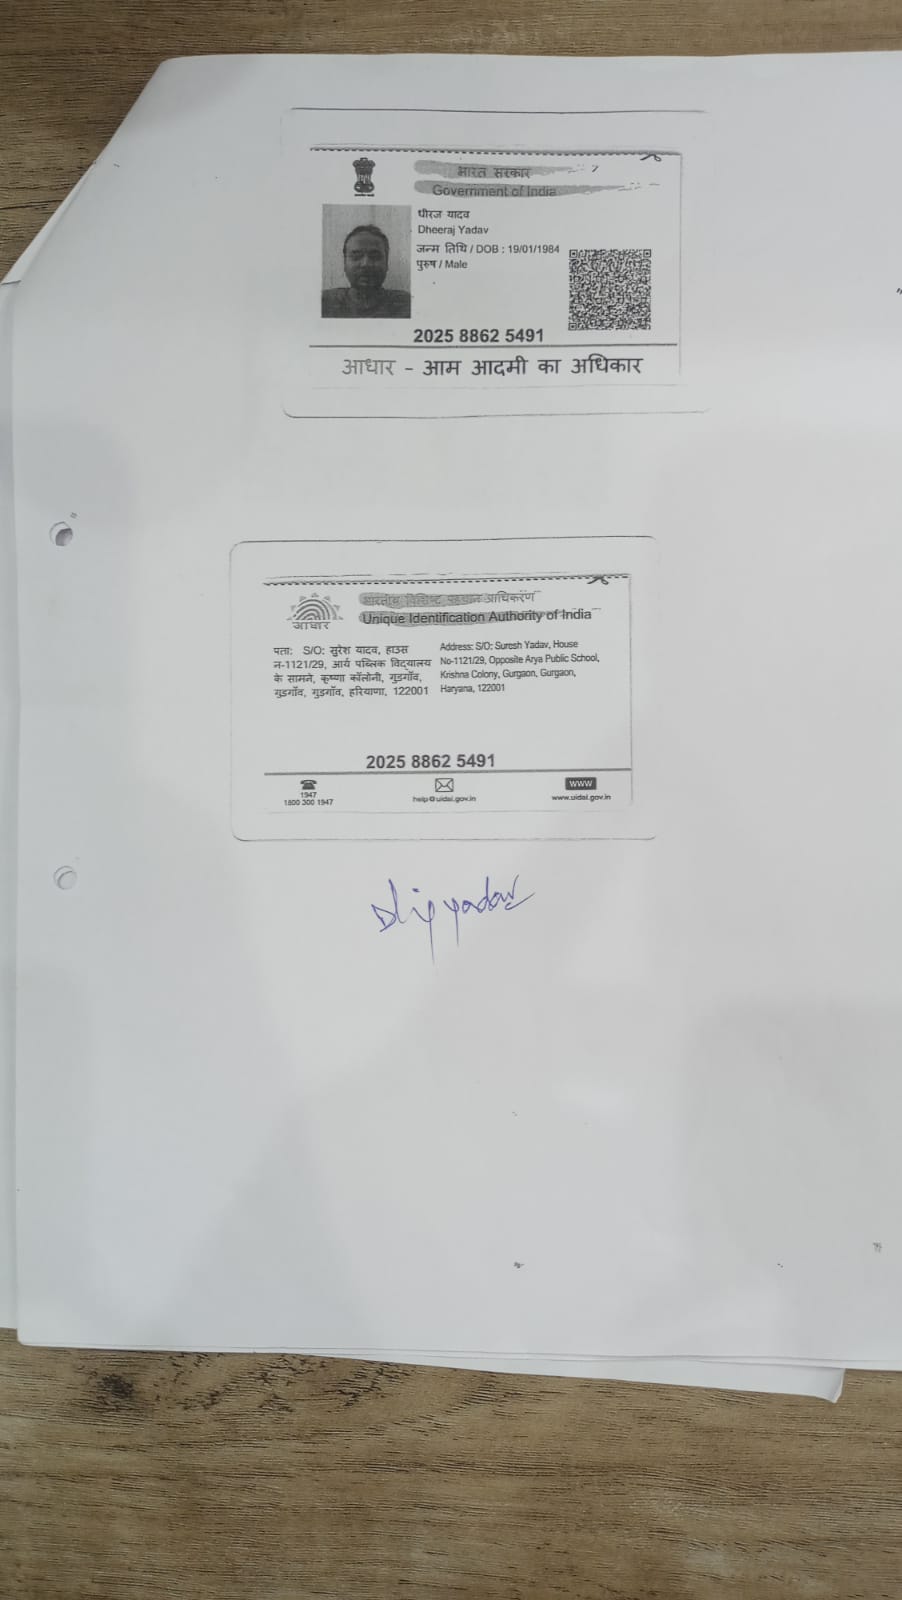 भारत सरकार
Government of India
धीरज यादव
Dheeraj Yadav
जन्म तिथि / DOB : 19/01/1984
पुरुष / Male
2025 8862 5491
आधार - आम आदमी का अधिकार
भारतीय विशिष्ट पहचान प्राधिकरण
Unique Identification Authority of India
आधार
पता: S/O: सुरेश यादव, हाउस
न-1121/29, आर्य पब्लिक विद्यालय
के सामने, कृष्णा कॉलोनी, गुडगाँव,
गुडगाँव, गुडगाँव, हरियाणा, 122001
Address: S/O: Suresh Yadav, House
No-1121/29, Opposite Arya Public School,
Krishna Colony, Gurgaon, Gurgaon,
Haryana, 122001
2025 8862 5491
1947
1800 300 1947
help@uidai.gov.in
www
www.uidai.gov.in
yadav